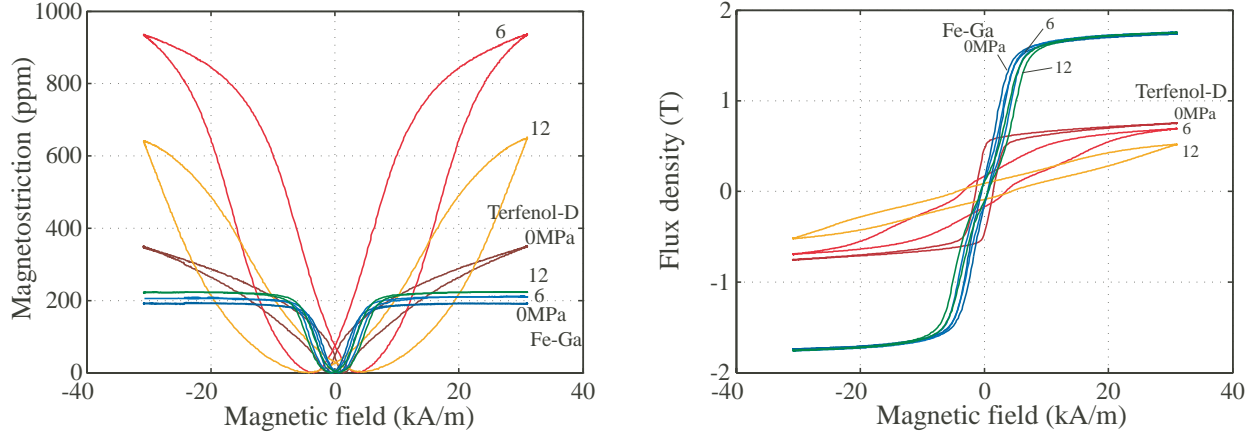 1000
800
600
400
200
0
-40
-20
0
20
40
Magnetic field (kA/m)
Magnetostriction (ppm)
6
12
Terfenol-D
0MPa
12
6
0MPa
Fe-Ga
2
1
0
-1
-2
-40
-20
0
20
40
Magnetic field (kA/m)
Flux density (T)
Fe-Ga
6
0MPa
12
Terfenol-D
0MPa
6
12